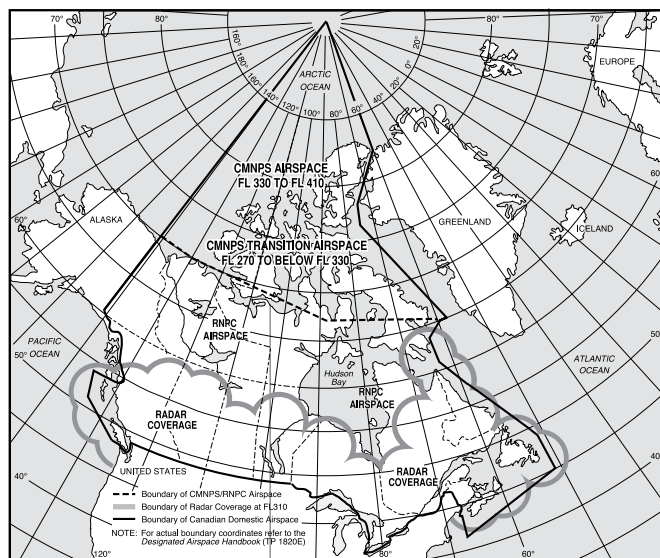 80°
70°
60°
160°
180°
180°
160°
140°
120°
100°
80°
60°
40°
20°
0°
20°
80°
70°
EUROPE
ARCTIC
OCEAN
CMNPS AIRSPACE
FL 330 TO FL 410
60°
ALASKA
GREENLAND
ICELAND
CMNPS TRANSITION AIRSPACE
FL 270 TO BELOW FL 330
RNPC
AIRSPACE
PACIFIC
OCEAN
50°
ATLANTIC
OCEAN
50°
Hudson
Bay
RNPC
AIRSPACE
RADAR
COVERAGE
40°
40°
UNITED STATES
RADAR
COVERAGE
Boundary of CMNPS/RNPC Airspace
Boundary of Radar Coverage at FL310
Boundary of Canadian Domestic Airspace
NOTE: For actual boundary coordinates refer to the
Designated Airspace Handbook (TP 1820E)
120°
100°
80°
60°